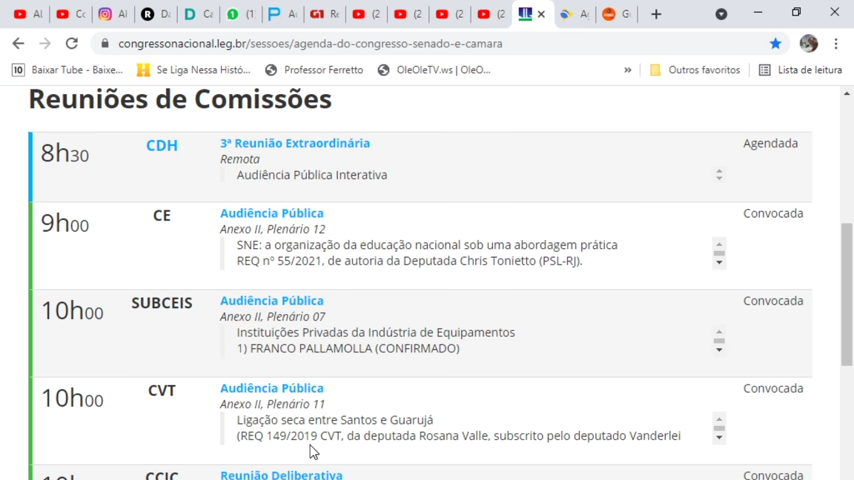 congressonacional.leg.br/sessoes/agenda-do-congresso-senado-e-camara
Baixar Tube - Baixe...
Se Liga Nessa Histó...
Professor Ferretto
OleOleTV.ws | OleO...
»
Outros favoritos
Lista de leitura
Reuniões de Comissões
8h30 CDH 3ª Reunião Extraordinária Agendada
Remota
Audiência Pública Interativa
9h00 CE Audiência Pública Convocada
Anexo II, Plenário 12
SNE: a organização da educação nacional sob uma abordagem prática
REQ nº 55/2021, de autoria da Deputada Chris Tonietto (PSL-RJ).
10h00 SUBCEIS Audiência Pública Convocada
Anexo II, Plenário 07
Instituições Privadas da Indústria de Equipamentos
1) FRANCO PALLAMOLLA (CONFIRMADO)
10h00 CVT Audiência Pública Convocada
Anexo II, Plenário 11
Ligação seca entre Santos e Guarujá
(REQ 149/2019 CVT, da deputada Rosana Valle, subscrito pelo deputado Vanderlei
Reunião Deliberativa Convocada